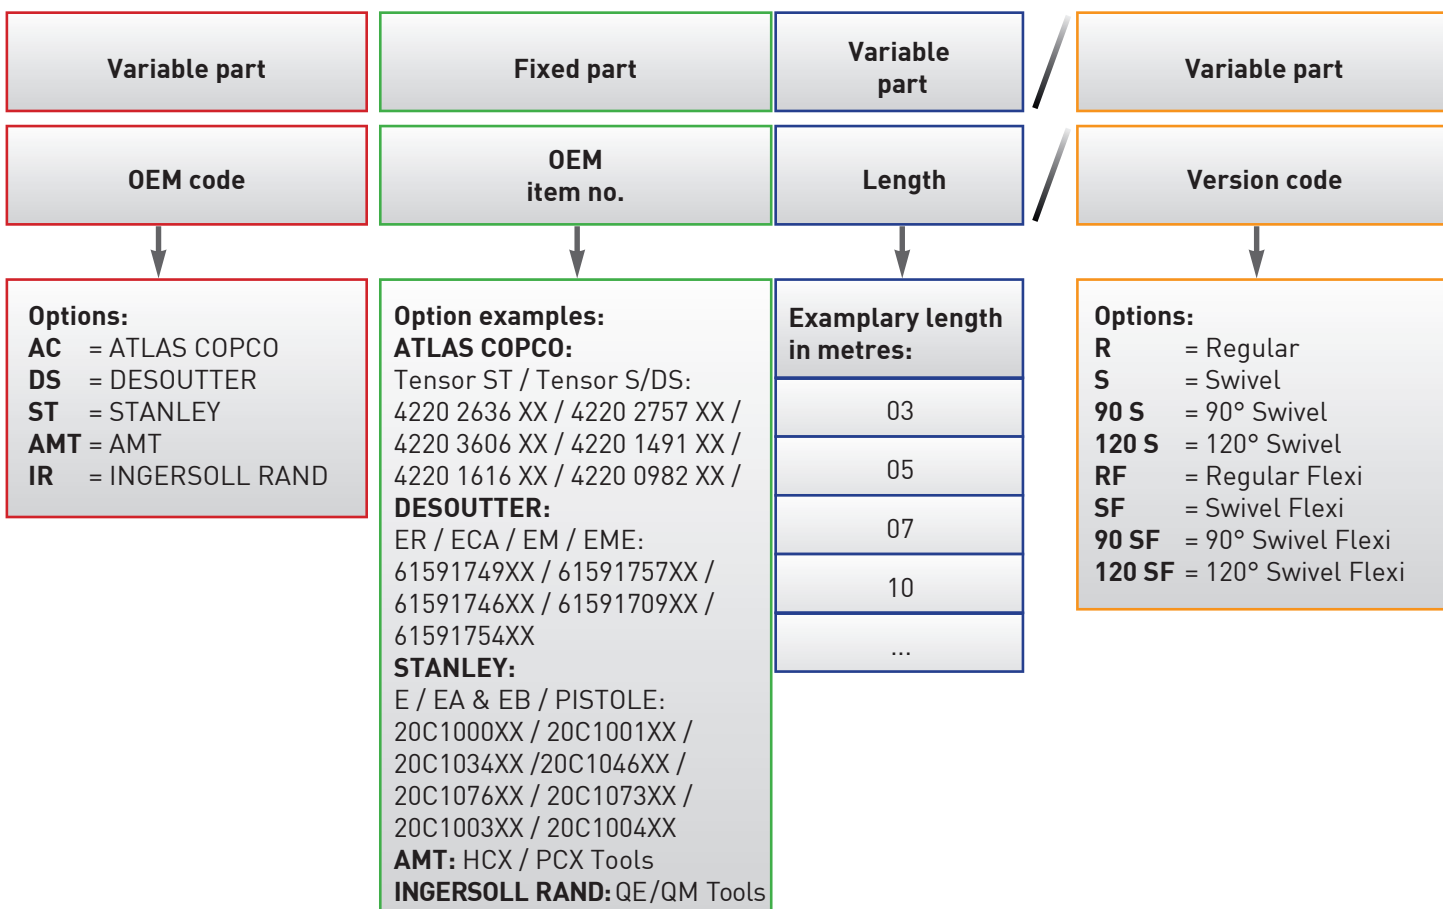 Variable part
Fixed part
Variable
part
/
Variable part
OEM code
OEM
item no.
Length
/
Version code
Options:
AC = ATLAS COPCO
DS = DESOUTTER
ST = STANLEY
AMT = AMT
IR = INGERSOLL RAND
Option examples:
ATLAS COPCO:
Tensor ST / Tensor S/DS:
4220 2636 XX / 4220 2757 XX /
4220 3606 XX / 4220 1491 XX /
4220 1616 XX / 4220 0982 XX /
DESOUTTER:
ER / ECA / EM / EME:
61591749XX / 61591757XX /
61591746XX / 61591709XX /
61591754XX
STANLEY:
E / EA & EB / PISTOLE:
20C1000XX / 20C1001XX /
20C1034XX /20C1046XX /
20C1076XX / 20C1073XX /
20C1003XX / 20C1004XX
AMT: HCX / PCX Tools
INGERSOLL RAND: QE/QM Tools
Examplary length
in metres:
03
05
07
10
...
Options:
R = Regular
S = Swivel
90 S = 90° Swivel
120 S = 120° Swivel
RF = Regular Flexi
SF = Swivel Flexi
90 SF = 90° Swivel Flexi
120 SF = 120° Swivel Flexi